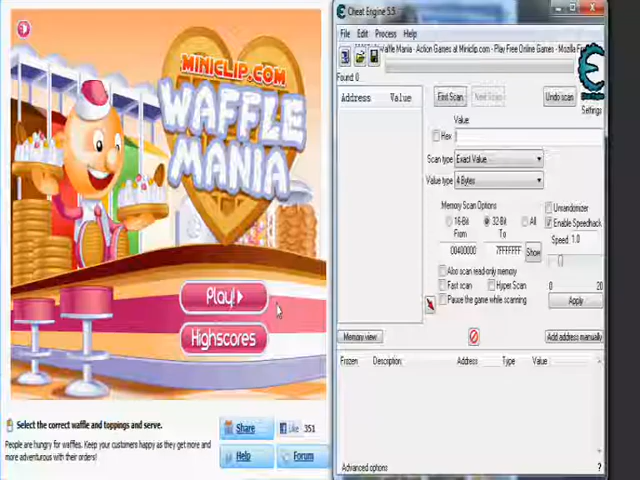 MINICLIP.COM
WAFFLE
MANIA
Play!
Highscores
Select the correct waffle and toppings and serve.
People are hungry for waffles. Keep your customers happy as they get more and
more adventurous with their orders!
Share
Like 351
Help
Forum
Cheat Engine 5.5
File Edit Process Help
Waffle Mania - Action Games at Miniclip.com - Play Free Online Games - Mozilla
Found 0
Address Value
First Scan
Next Scan
Undo scan
Settings
Value:
Hex
Scan type Exact Value
Value type 4 Bytes
Memory Scan Options
16-Bit 32-Bit All
From To
00400000 7FFFFFFF
Show
Also scan read-only memory
Fast scan Hyper Scan
Pause the game while scanning
Unrandomizer
Enable Speedhack
Speed 1.0
0 20
Apply
Memory view
Add address manually
Frozen Description Address Type Value
Advanced options